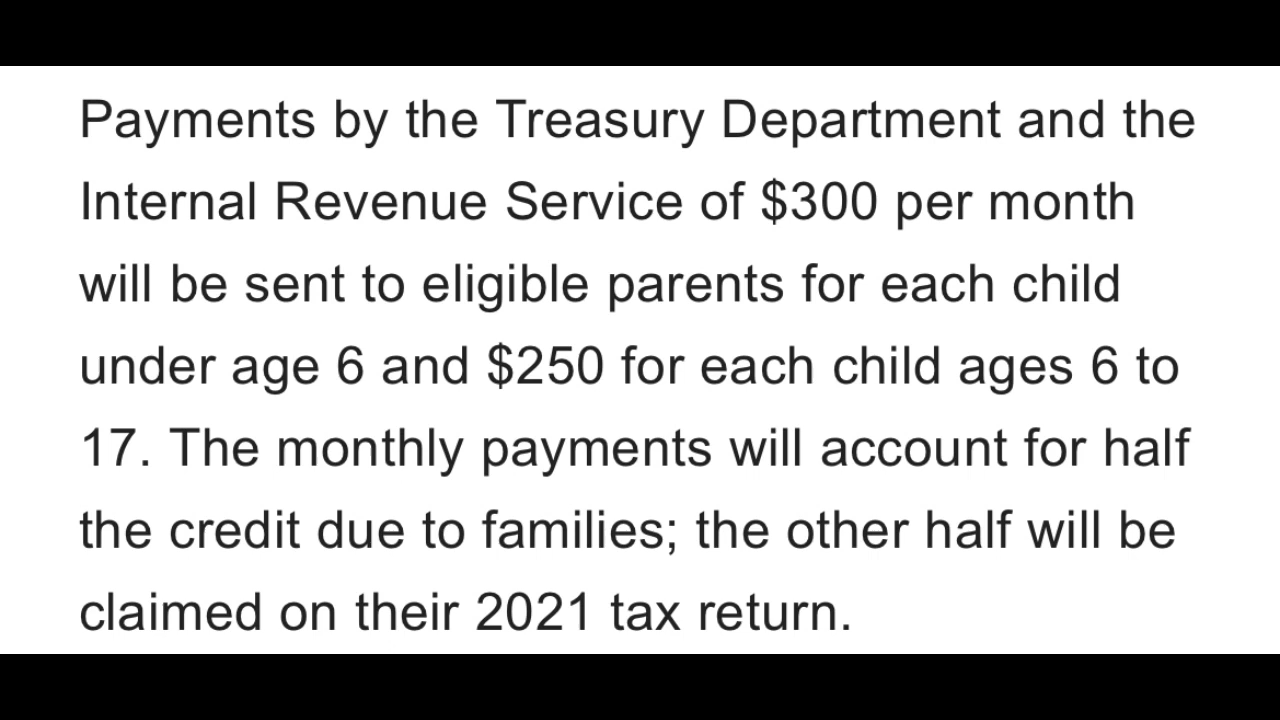 Payments by the Treasury Department and the
Internal Revenue Service of $300 per month
will be sent to eligible parents for each child
under age 6 and $250 for each child ages 6 to
17. The monthly payments will account for half
the credit due to families; the other half will be
claimed on their 2021 tax return.